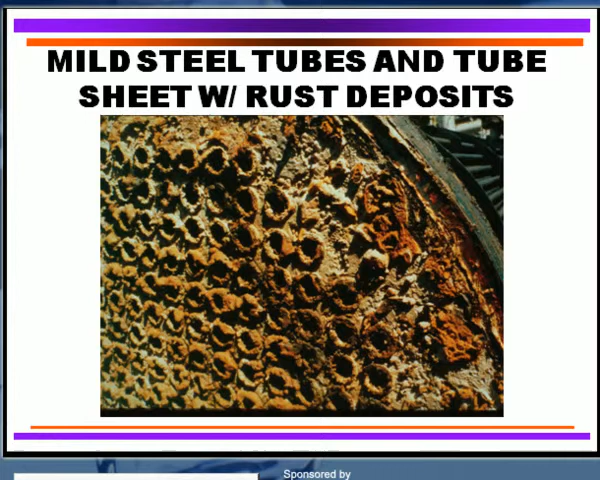 MILD STEEL TUBES AND TUBE
SHEET W/ RUST DEPOSITS
Sponsored by